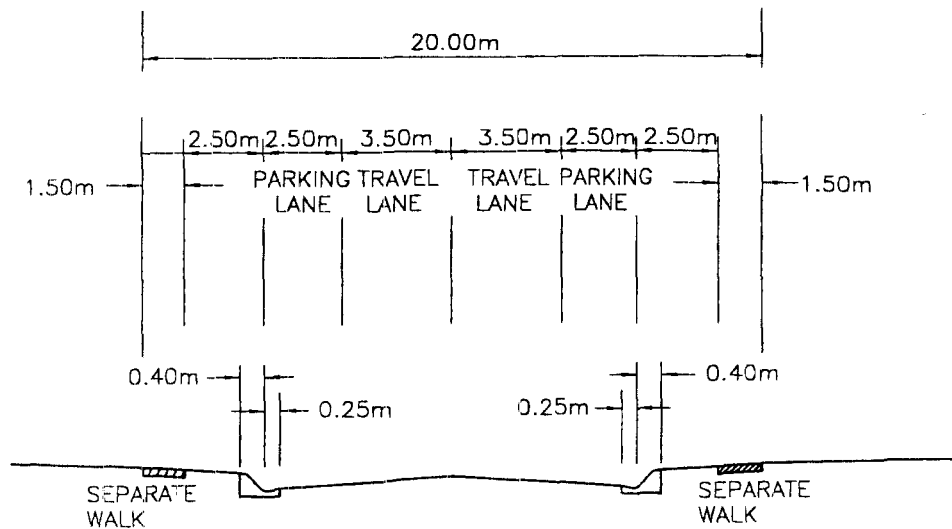 20.00m
2.50m 2.50m 3.50m 3.50m 2.50m 2.50m
1.50m PARKING TRAVEL TRAVEL PARKING 1.50m
LANE LANE LANE LANE
0.40m 0.40m
0.25m 0.25m
SEPARATE SEPARATE
WALK WALK